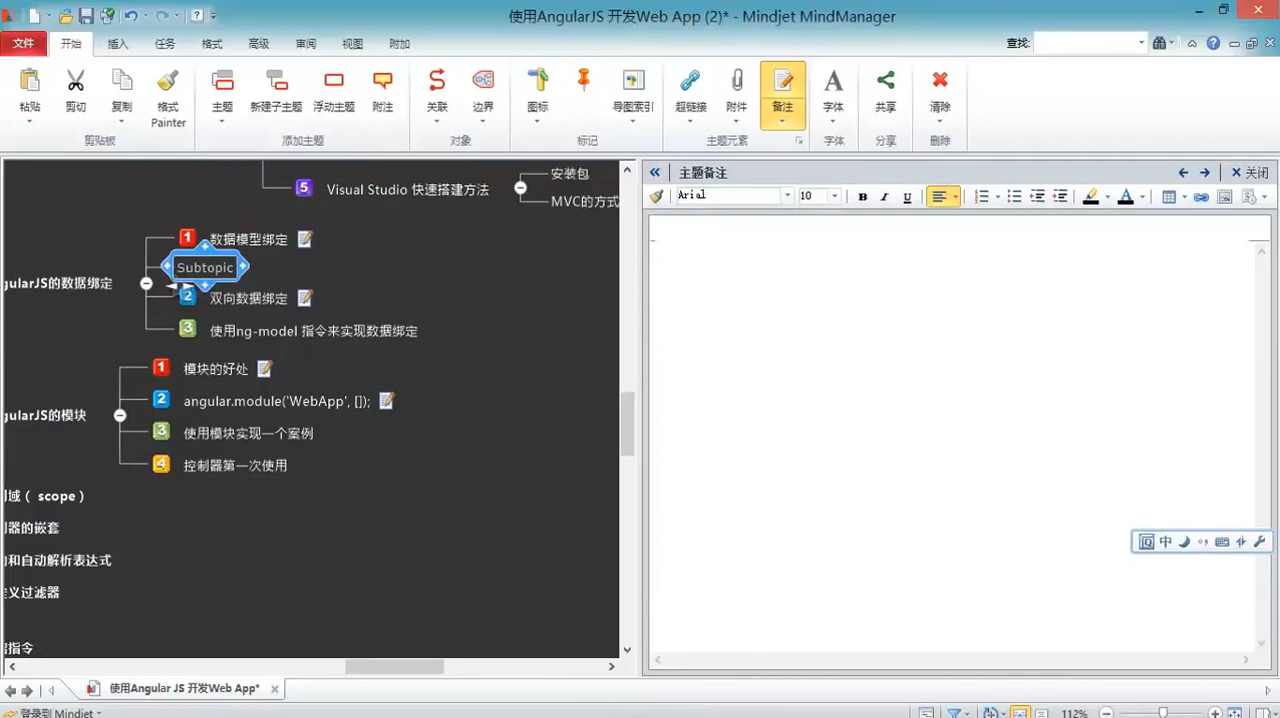 使用AngularJS 开发Web App (2)* - Mindjet MindManager
文件 开始 插入 任务 格式 高级 审阅 视图 附加 查找:
粘贴 剪切 复制 格式 Painter 主题 新建子主题 浮动主题 附注 关联 边界 图标 导图索引 超链接 附件 备注 字体 共享 清除
剪贴板 添加主题 对象 标记 主题元素 字体 分享 删除
5 Visual Studio 快速搭建方法
安装包
MVC的方式
gularJS的数据绑定
1 数据模型绑定
Subtopic
2 双向数据绑定
3 使用ng-model 指令来实现数据绑定
gularJS的模块
1 模块的好处
2 angular.module('WebApp', []);
3 使用模块实现一个案例
4 控制器第一次使用
域（ scope ）
器的嵌套
和自动解析表达式
定义过滤器
指令
主题备注 关闭
Arial 10 B I U A
中
使用Angular JS 开发Web App*
登录到 Mindjet
112%